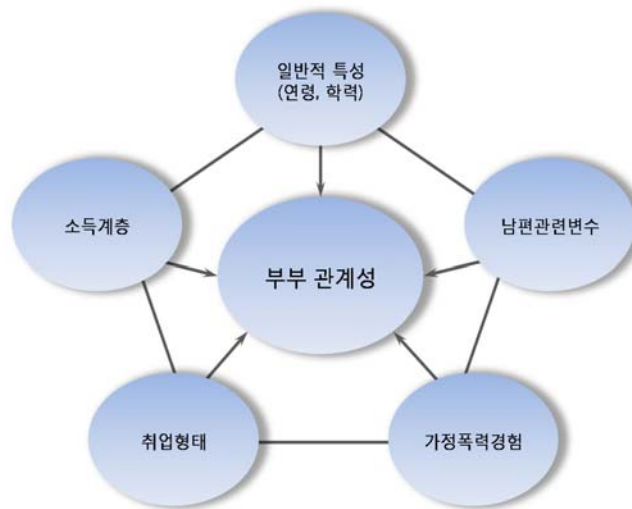 일반적 특성
(연령, 학력)
소득계층
남편관련변수
부부 관계성
취업형태
가정폭력경험